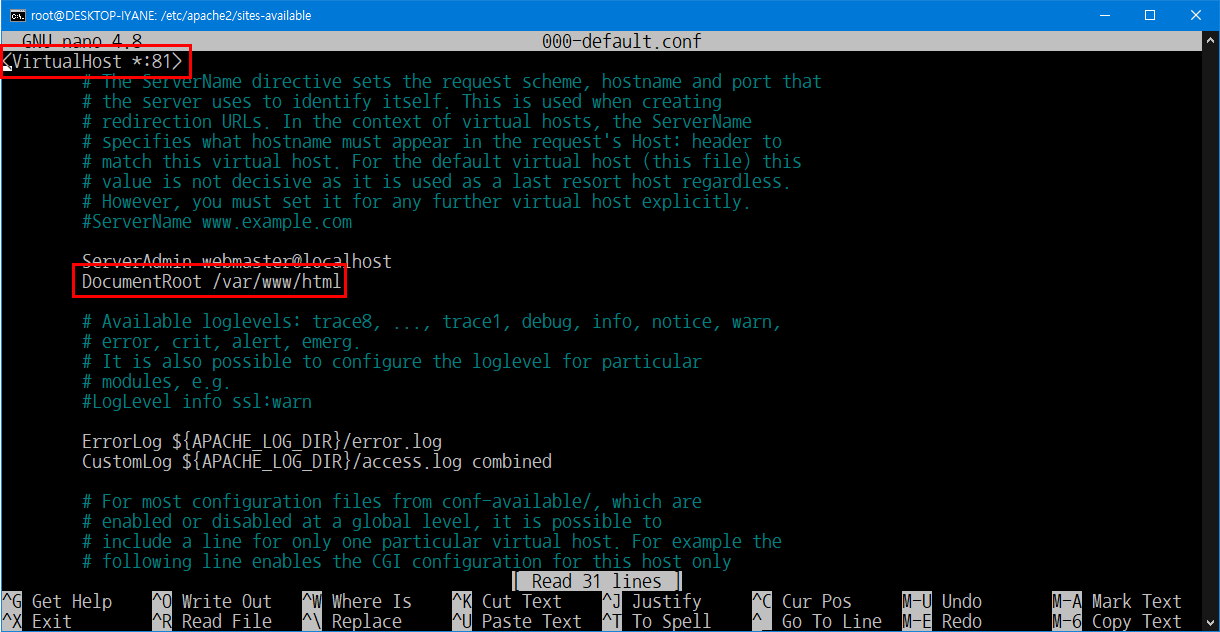 root@DESKTOP-IYANE: /etc/apache2/sites-available
GNU nano 4.8 000-default.conf
<VirtualHost *:81>
# The ServerName directive sets the request scheme, hostname and port that
# the server uses to identify itself. This is used when creating
# redirection URLs. In the context of virtual hosts, the ServerName
# specifies what hostname must appear in the request's Host: header to
# match this virtual host. For the default virtual host (this file) this
# value is not decisive as it is used as a last resort host regardless.
# However, you must set it for any further virtual host explicitly.
#ServerName www.example.com
ServerAdmin webmaster@localhost
DocumentRoot /var/www/html
# Available loglevels: trace8, ..., trace1, debug, info, notice, warn,
# error, crit, alert, emerg.
# It is also possible to configure the loglevel for particular
# modules, e.g.
#LogLevel info ssl:warn
ErrorLog ${APACHE_LOG_DIR}/error.log
CustomLog ${APACHE_LOG_DIR}/access.log combined
# For most configuration files from conf-available/, which are
# enabled or disabled at a global level, it is possible to
# include a line for only one particular virtual host. For example the
# following line enables the CGI configuration for this host only
[ Read 31 lines ]
^G Get Help ^O Write Out ^W Where Is ^K Cut Text ^J Justify ^C Cur Pos M-U Undo M-A Mark Text
^X Exit ^R Read File ^\ Replace ^U Paste Text ^T To Spell ^_ Go To Line M-E Redo M-6 Copy Text